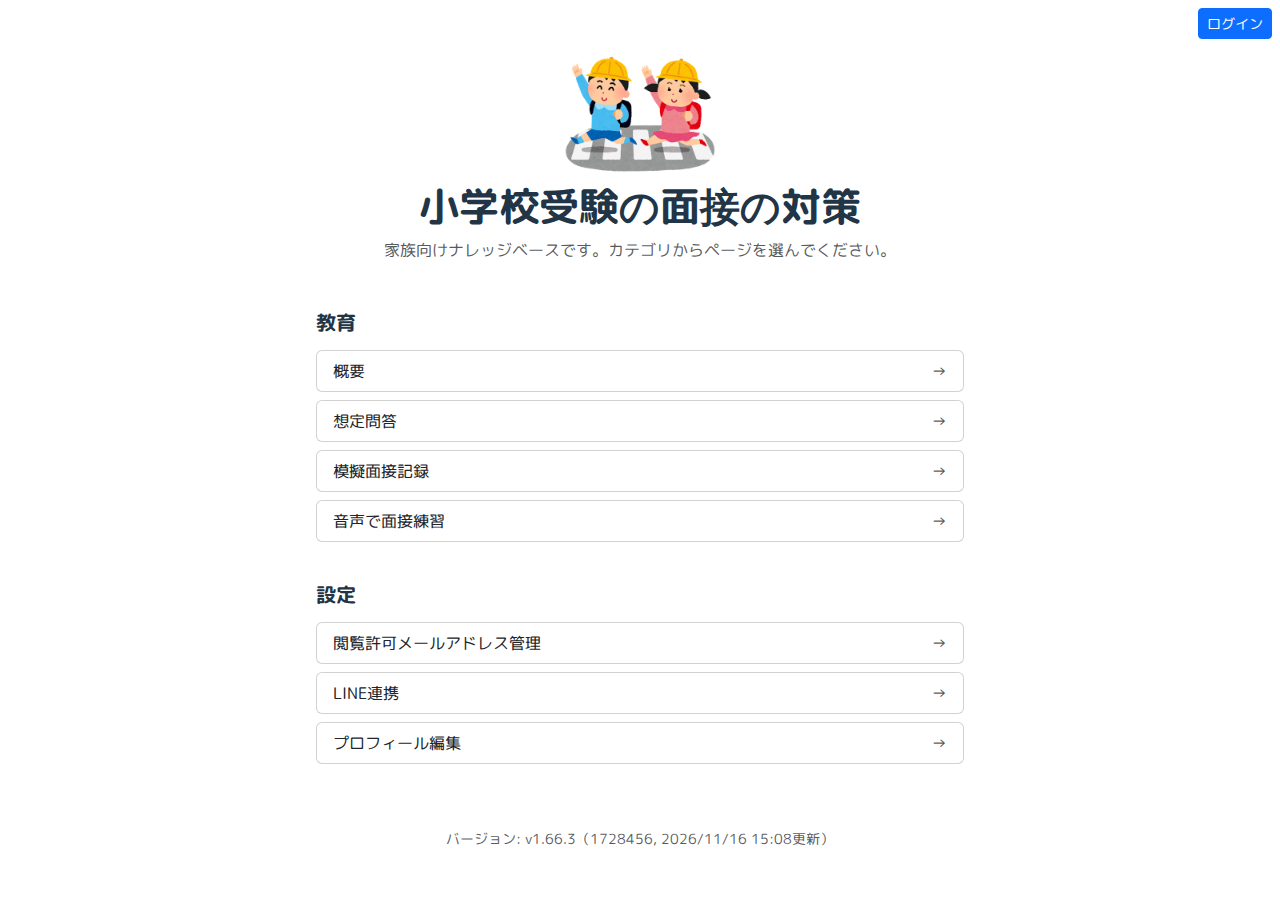 ログイン
小学校受験の面接の対策
家族向けナレッジベースです。カテゴリからページを選んでください。
教育
概要 →
想定問答 →
模擬面接記録 →
音声で面接練習 →
設定
閲覧許可メールアドレス管理 →
LINE連携 →
プロフィール編集 →
バージョン: v1.66.3（1728456, 2026/11/16 15:08更新）